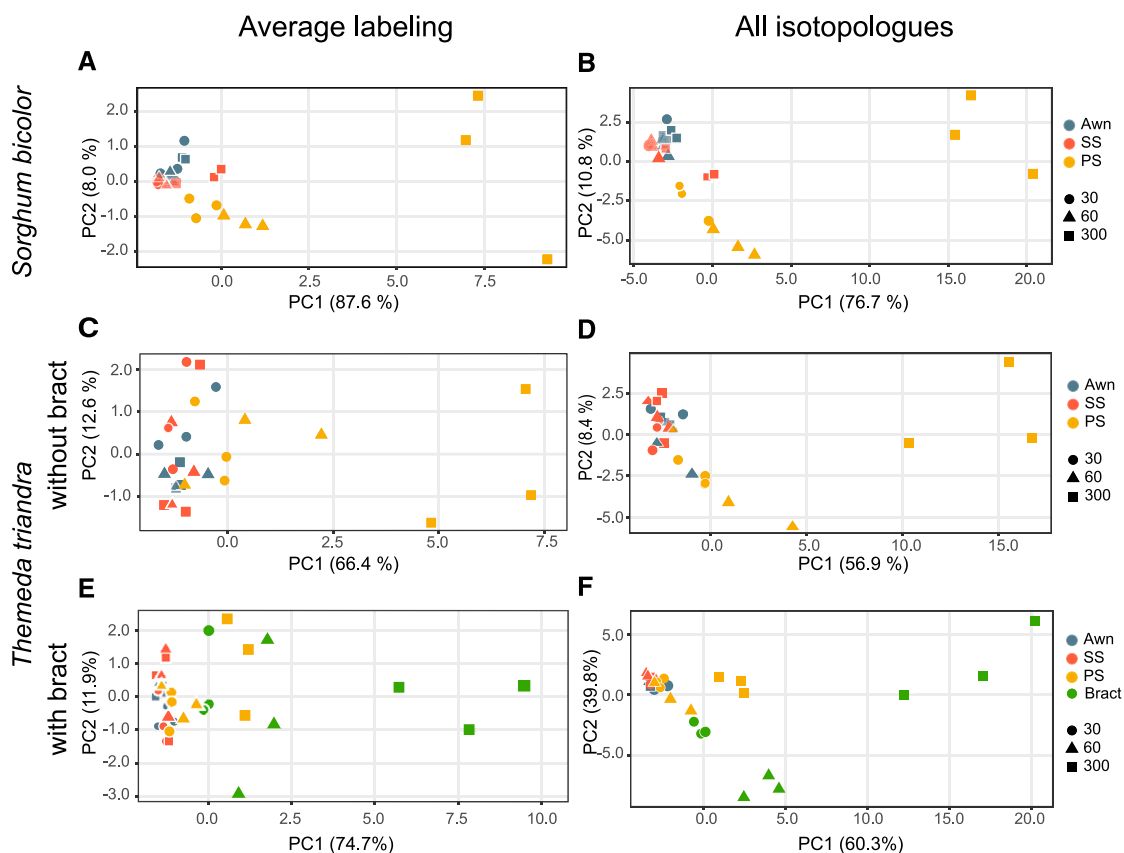 Average labeling
All isotopologues
Sorghum bicolor
Themeda triandra
without bract
with bract
A
PC2 (8.0 %)
2.0
1.0
0.0
-1.0
-2.0
0.0
2.5
5.0
7.5
PC1 (87.6 %)
B
PC2 (10.8 %)
2.5
0.0
-2.5
-5.0
-5.0
0.0
5.0
10.0
15.0
20.0
PC1 (76.7 %)
Awn
SS
PS
30
60
300
C
PC2 (12.6 %)
2.0
1.0
0.0
-1.0
0.0
2.5
5.0
7.5
PC1 (66.4 %)
D
PC2 (8.4 %)
2.5
0.0
-2.5
-5.0
0.0
5.0
10.0
15.0
PC1 (56.9 %)
Awn
SS
PS
30
60
300
E
PC2 (11.9%)
2.0
1.0
0.0
-1.0
-2.0
-3.0
0.0
2.5
5.0
7.5
10.0
PC1 (74.7%)
F
PC2 (39.8%)
5.0
0.0
-5.0
0.0
5.0
10.0
15.0
20.0
PC1 (60.3%)
Awn
SS
PS
Bract
30
60
300